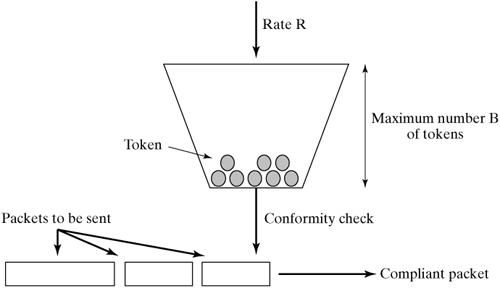 Rate R
Maximum number B
of tokens
Token
Packets to be sent
Conformity check
Compliant packet